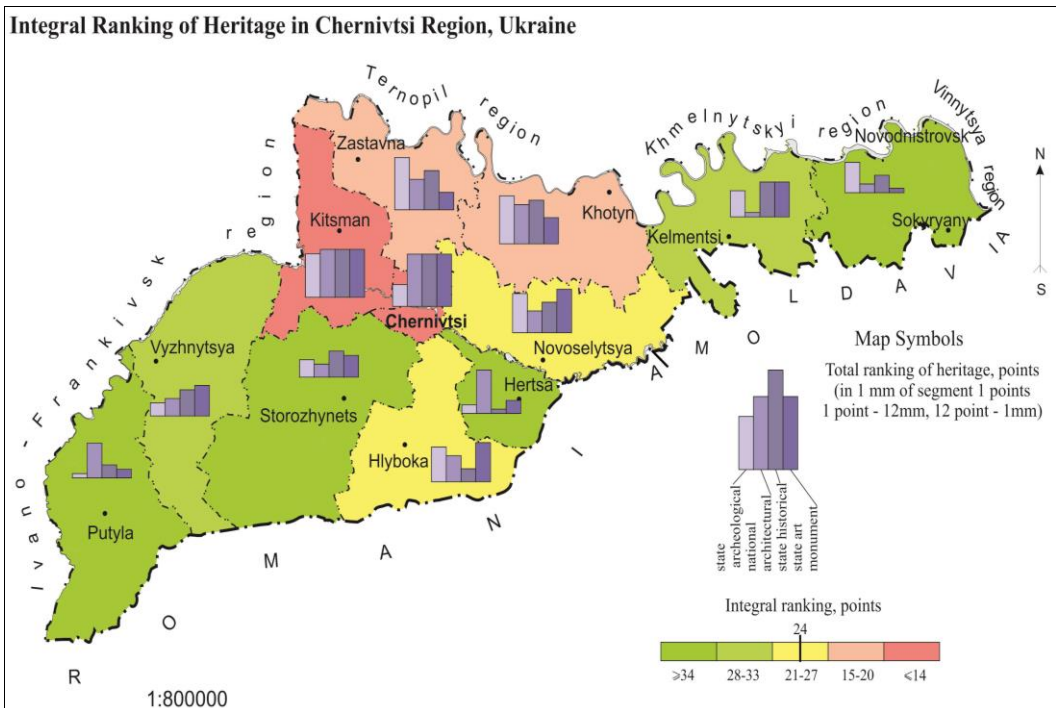 Integral Ranking of Heritage in Chernivtsi Region, Ukraine
Ternopil region
Khmelnytskyi region
Vinnytsya region
Ivano-Frankivsk region
Zastavna
Novodnistrovsk
Kitsman
Khotyn
Kelmentsi
Sokyryany
Chernivtsi
Vyzhnytsya
Novoselytsya
Storozhynets
Hertsa
Hlyboka
Putyla
ROMANIA
MOLDAVIA
Map Symbols
Total ranking of heritage, points
(in 1 mm of segment 1 points
1 point - 12mm, 12 point - 1mm)
state
archeological
national
architectural
state historical
state art
monument
Integral ranking, points
24
⩾34 28-33 21-27 15-20 ⩽14
1:800000
N
S